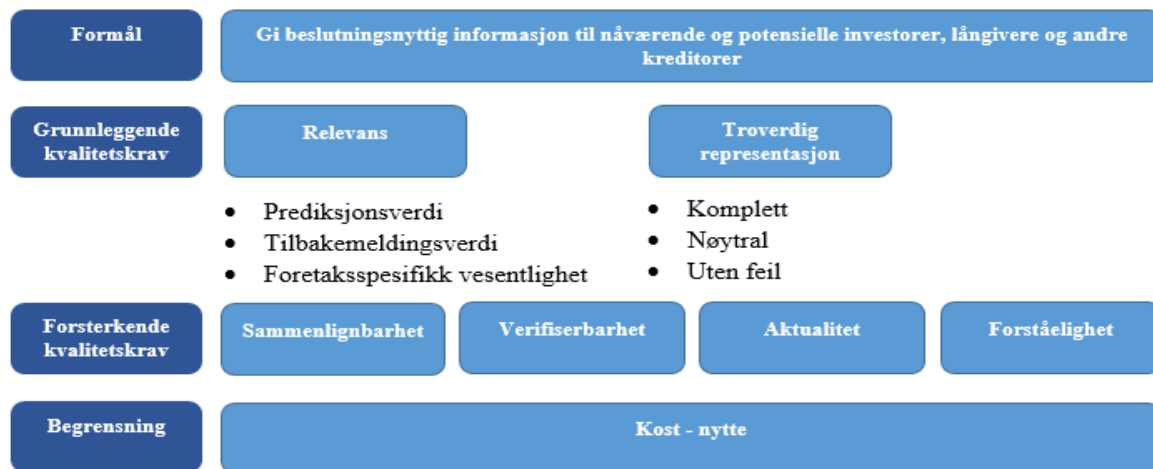 Formål
Gi beslutningsnyttig informasjon til nåværende og potensielle investorer, långivere og andre
kreditorer
Grunnleggende
kvalitetskrav
Relevans
Troverdig
representasjon
• Prediksjonsverdi
• Tilbakemeldingsverdi
• Foretaksspesifikk vesentlighet
• Komplett
• Nøytral
• Uten feil
Forsterkende
kvalitetskrav
Sammenlignbarhet
Verifiserbarhet
Aktualitet
Forståelighet
Begrensning
Kost - nytte